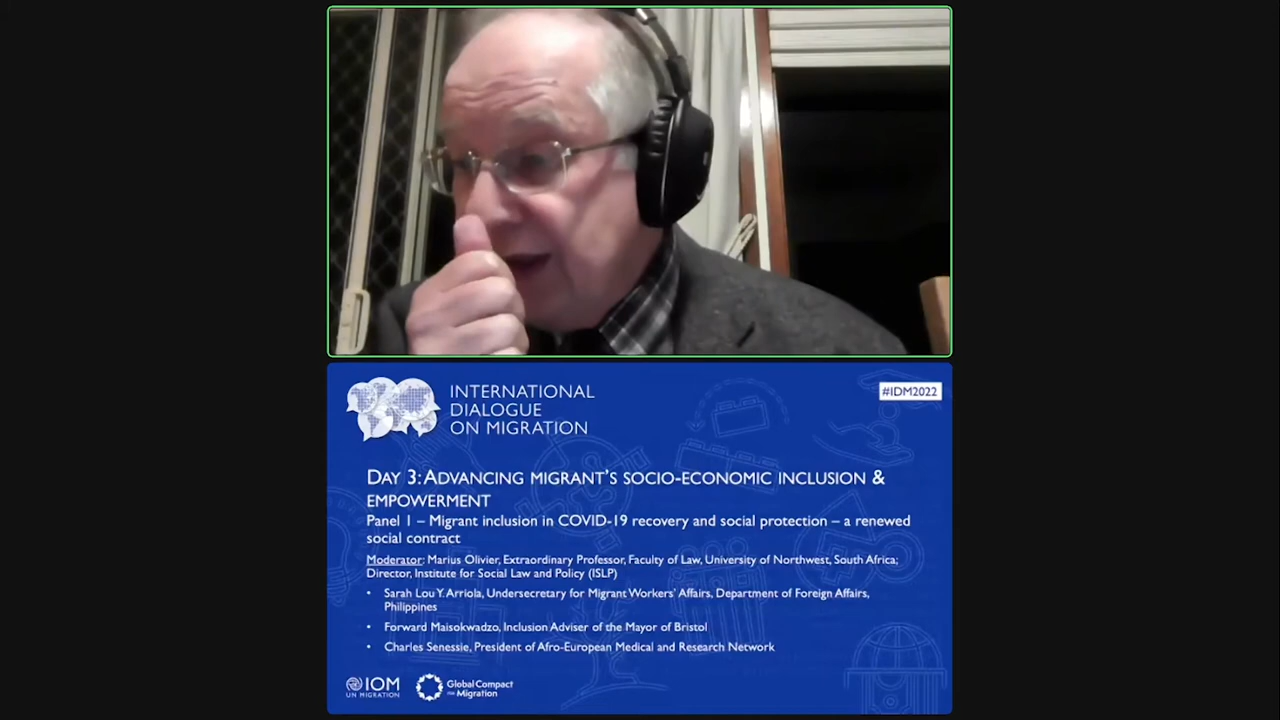 INTERNATIONAL
DIALOGUE
ON MIGRATION
#IDM2022
DAY 3: ADVANCING MIGRANT'S SOCIO-ECONOMIC INCLUSION &
EMPOWERMENT
Panel 1 – Migrant inclusion in COVID-19 recovery and social protection – a renewed
social contract
Moderator: Marius Olivier, Extraordinary Professor, Faculty of Law, University of Northwest, South Africa;
Director, Institute for Social Law and Policy (ISLP)
• Sarah Lou Y. Arriola, Undersecretary for Migrant Workers' Affairs, Department of Foreign Affairs,
Philippines
• Forward Maisokwadzo, Inclusion Adviser of the Mayor of Bristol
• Charles Senessie, President of Afro-European Medical and Research Network
IOM
UN MIGRATION
Global Compact
FOR Migration